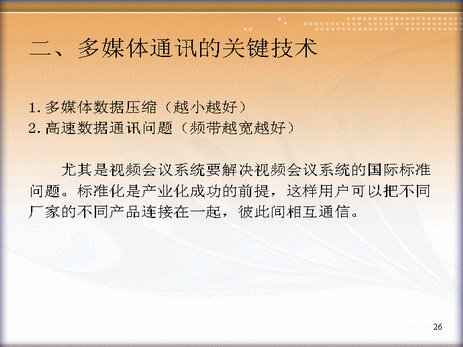 二、多媒体通讯的关键技术
1.多媒体数据压缩（越小越好）
2.高速数据通讯问题（频带越宽越好）
尤其是视频会议系统要解决视频会议系统的国际标准
问题。标准化是产业化成功的前提，这样用户可以把不同
厂家的不同产品连接在一起，彼此间相互通信。
26